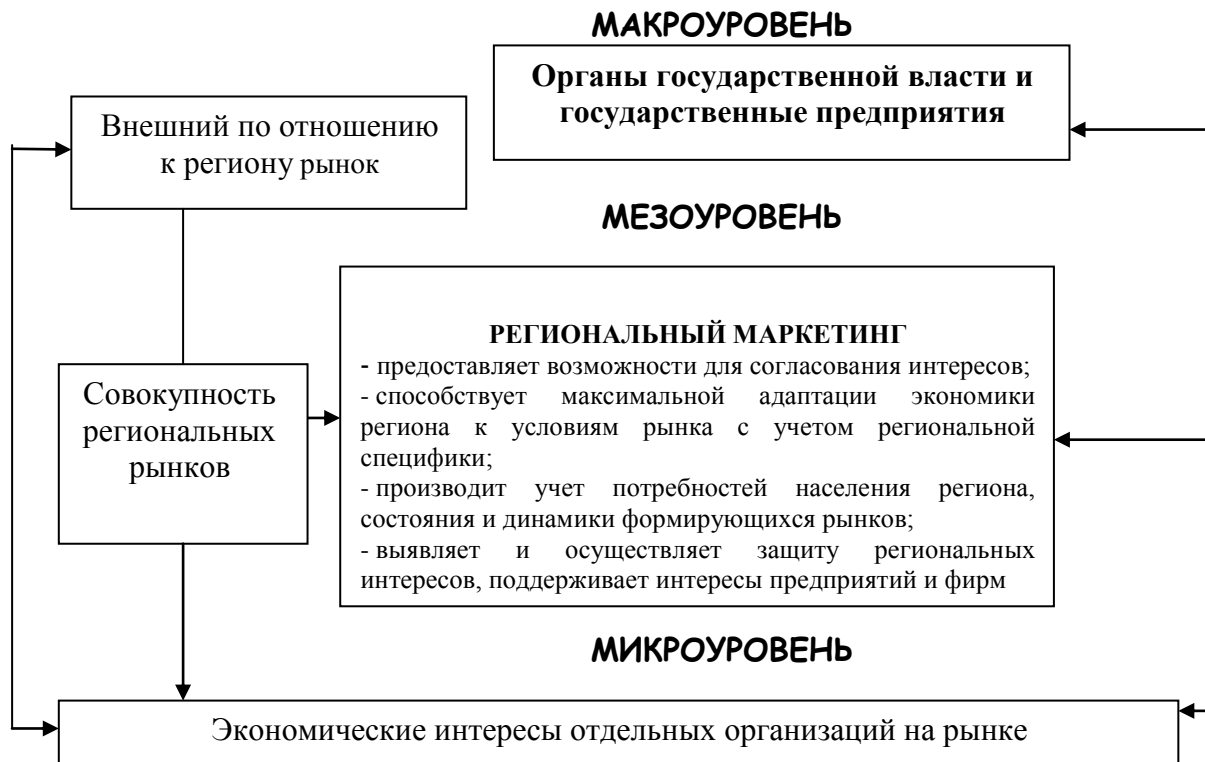 МАКРОУРОВЕНЬ
Органы государственной власти и
государственные предприятия
Внешний по отношению
к региону рынок
МЕЗОУРОВЕНЬ
РЕГИОНАЛЬНЫЙ МАРКЕТИНГ
- предоставляет возможности для согласования интересов;
- способствует максимальной адаптации экономики
региона к условиям рынка с учетом региональной
специфики;
- производит учет потребностей населения региона,
состояния и динамики формирующихся рынков;
- выявляет и осуществляет защиту региональных
интересов, поддерживает интересы предприятий и фирм
Совокупность
региональных
рынков
МИКРОУРОВЕНЬ
Экономические интересы отдельных организаций на рынке